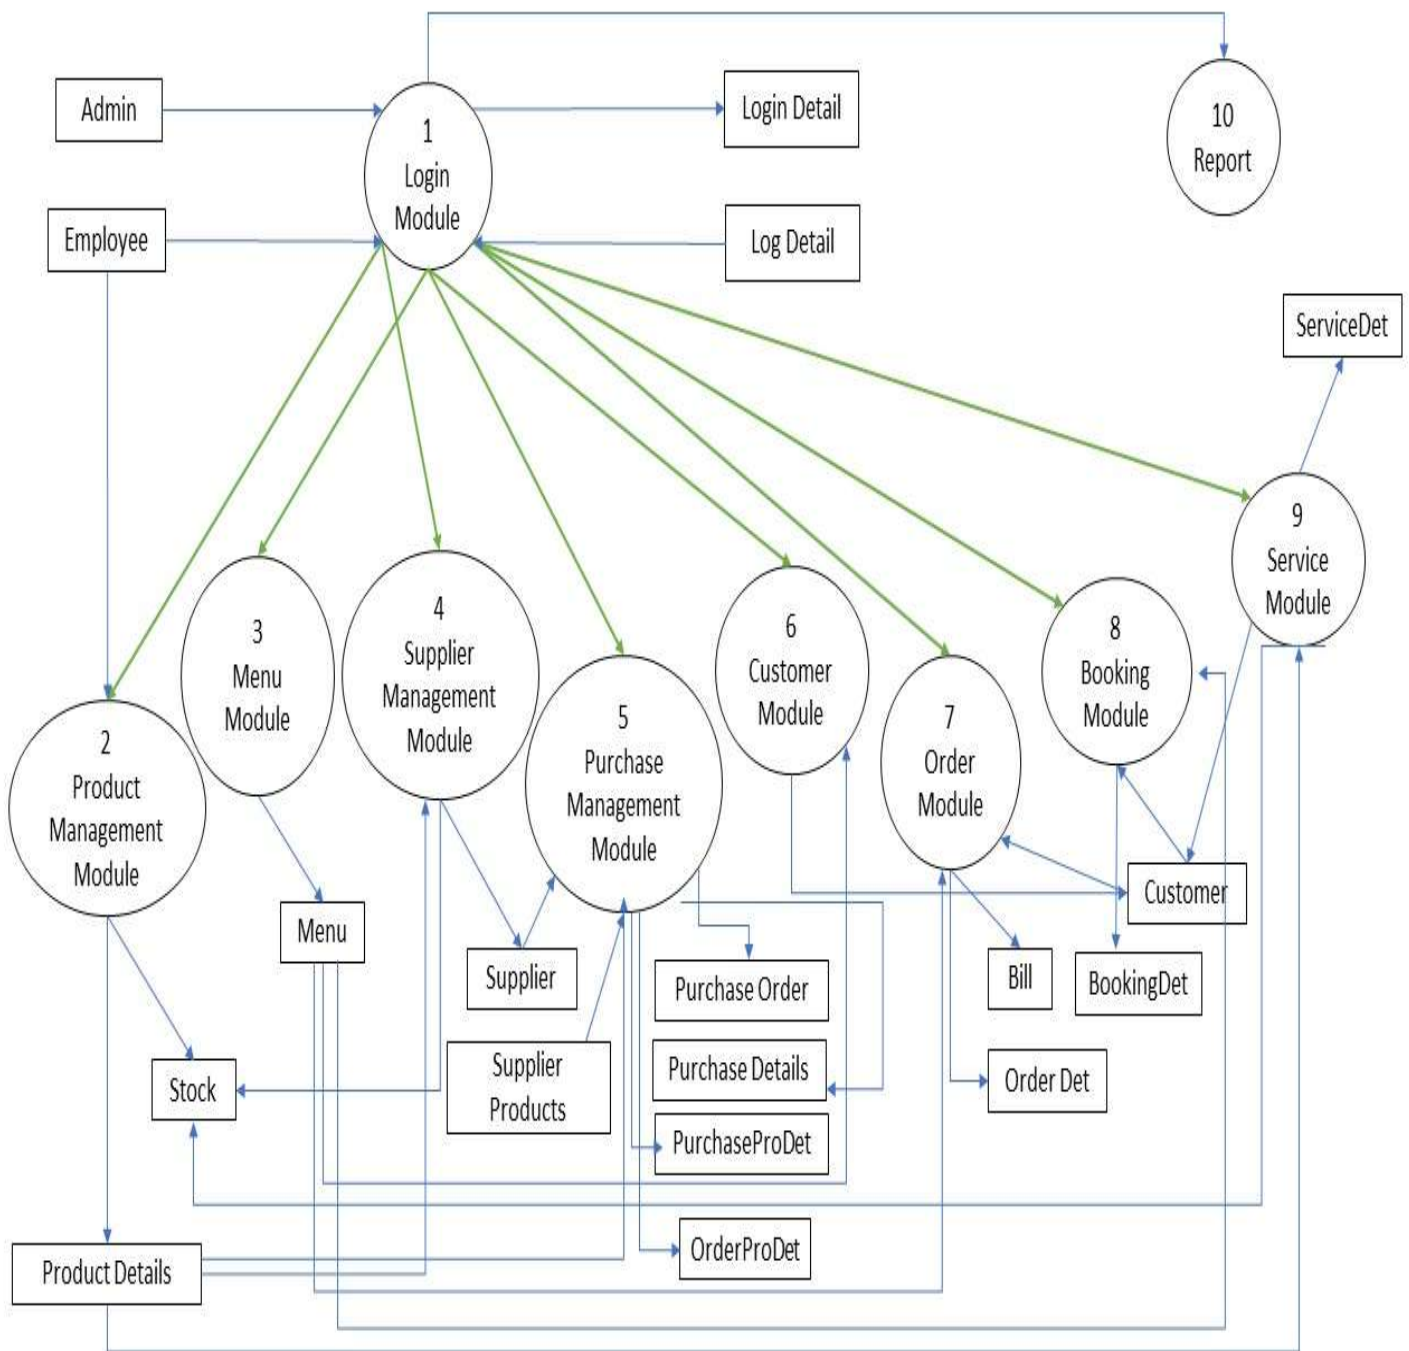 Admin
1
Login
Module
Login Detail
10
Report
Employee
Log Detail
ServiceDet
9
Service
Module
3
Menu
Module
4
Supplier
Management
Module
6
Customer
Module
8
Booking
Module
2
Product
Management
Module
5
Purchase
Management
Module
7
Order
Module
Customer
Menu
Supplier
Purchase Order
Bill
BookingDet
Stock
Supplier
Products
Purchase Details
Order Det
PurchaseProDet
Product Details
OrderProDet